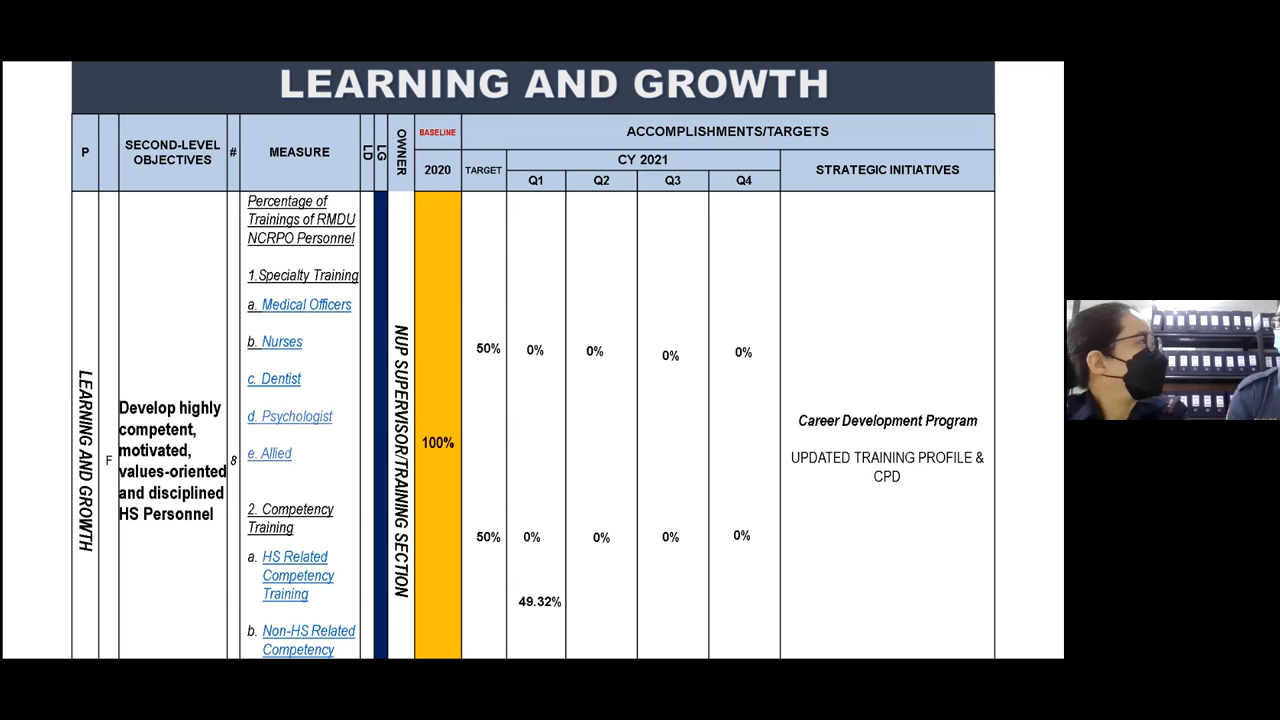 LEARNING AND GROWTH
P
SECOND-LEVEL
OBJECTIVES
#
MEASURE
LD
LG
OWNER
BASELINE
2020
ACCOMPLISHMENTS/TARGETS
TARGET
CY 2021
Q1
Q2
Q3
Q4
STRATEGIC INITIATIVES
LEARNING AND GROWTH
F
Develop highly
competent,
motivated,
values-oriented
and disciplined
HS Personnel
8
Percentage of
Trainings of RMDU
NCRPO Personnel
1.Specialty Training
a. Medical Officers
b. Nurses
c. Dentist
d. Psychologist
e. Allied
2. Competency
Training
a. HS Related
Competency
Training
b. Non-HS Related
Competency
NUP SUPERVISOR/TRAINING SECTION
100%
50%
0%
0%
0%
0%
50%
0%
0%
0%
0%
49.32%
Career Development Program
UPDATED TRAINING PROFILE &
CPD